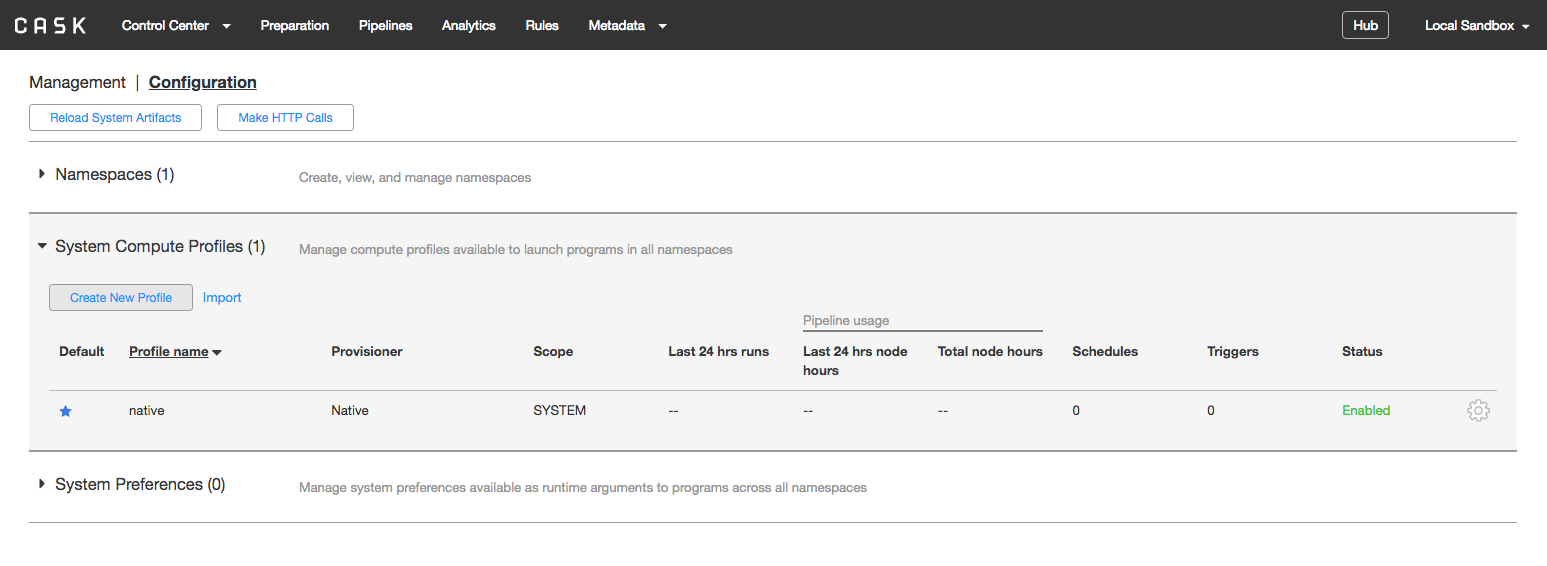 CASK Control Center Preparation Pipelines Analytics Rules Metadata Hub Local Sandbox
Management | Configuration
Reload System Artifacts Make HTTP Calls
Namespaces (1) Create, view, and manage namespaces
System Compute Profiles (1) Manage compute profiles available to launch programs in all namespaces
Create New Profile Import
Pipeline usage
Default Profile name Provisioner Scope Last 24 hrs runs Last 24 hrs node Total node hours Schedules Triggers Status
hours
native Native SYSTEM -- -- -- 0 0 Enabled
System Preferences (0) Manage system preferences available as runtime arguments to programs across all namespaces